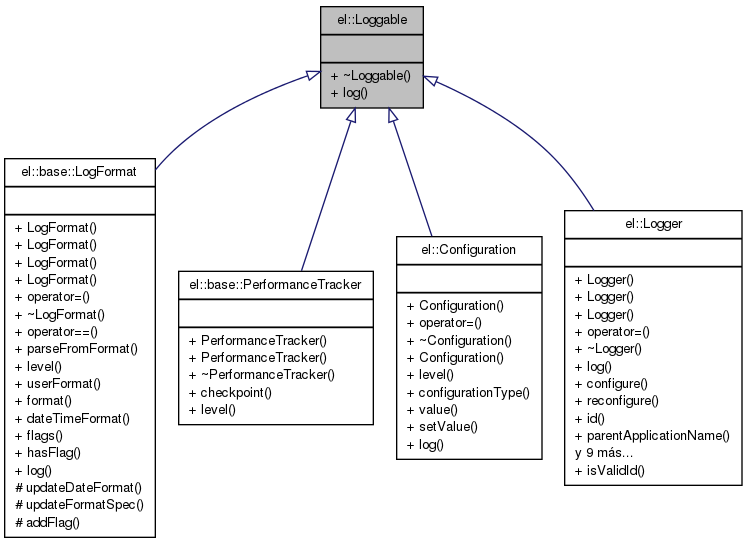 el::Loggable
+ ~Loggable()
+ log()
el::base::LogFormat
+ LogFormat()
+ LogFormat()
+ LogFormat()
+ LogFormat()
+ operator=()
+ ~LogFormat()
+ operator==()
+ parseFromFormat()
+ level()
+ userFormat()
+ format()
+ dateTimeFormat()
+ flags()
+ hasFlag()
+ log()
# updateDateFormat()
# updateFormatSpec()
# addFlag()
el::base::PerformanceTracker
+ PerformanceTracker()
+ PerformanceTracker()
+ ~PerformanceTracker()
+ checkpoint()
+ level()
el::Configuration
+ Configuration()
+ operator=()
+ ~Configuration()
+ Configuration()
+ level()
+ configurationType()
+ value()
+ setValue()
+ log()
el::Logger
+ Logger()
+ Logger()
+ Logger()
+ operator=()
+ ~Logger()
+ log()
+ configure()
+ reconfigure()
+ id()
+ parentApplicationName()
y 9 más...
+ isValidId()